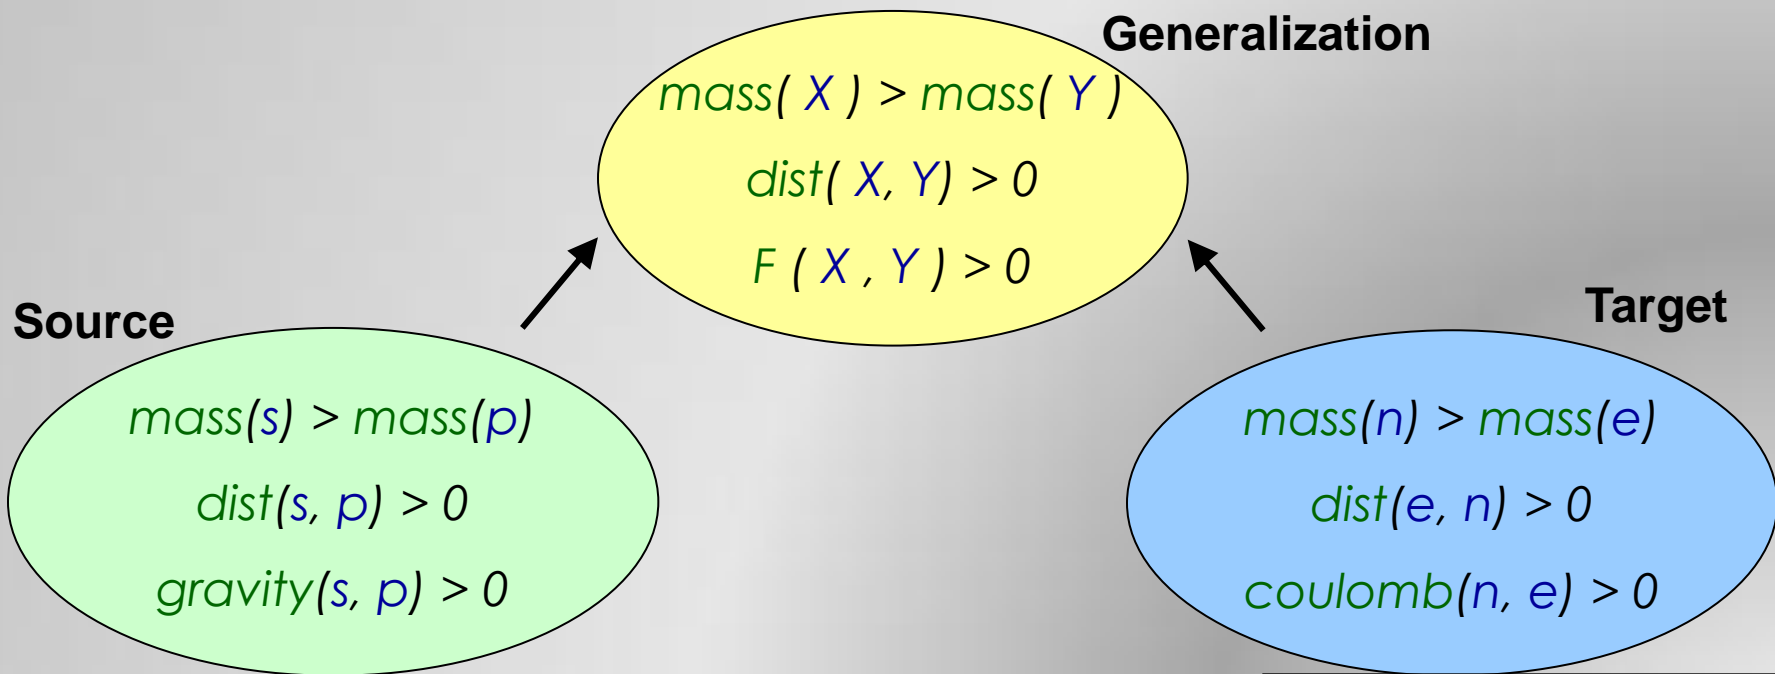 Generalization
mass( X ) > mass( Y )
dist( X, Y) > 0
F ( X , Y ) > 0
Source
mass(s) > mass(p)
dist(s, p) > 0
gravity(s, p) > 0
Target
mass(n) > mass(e)
dist(e, n) > 0
coulomb(n, e) > 0